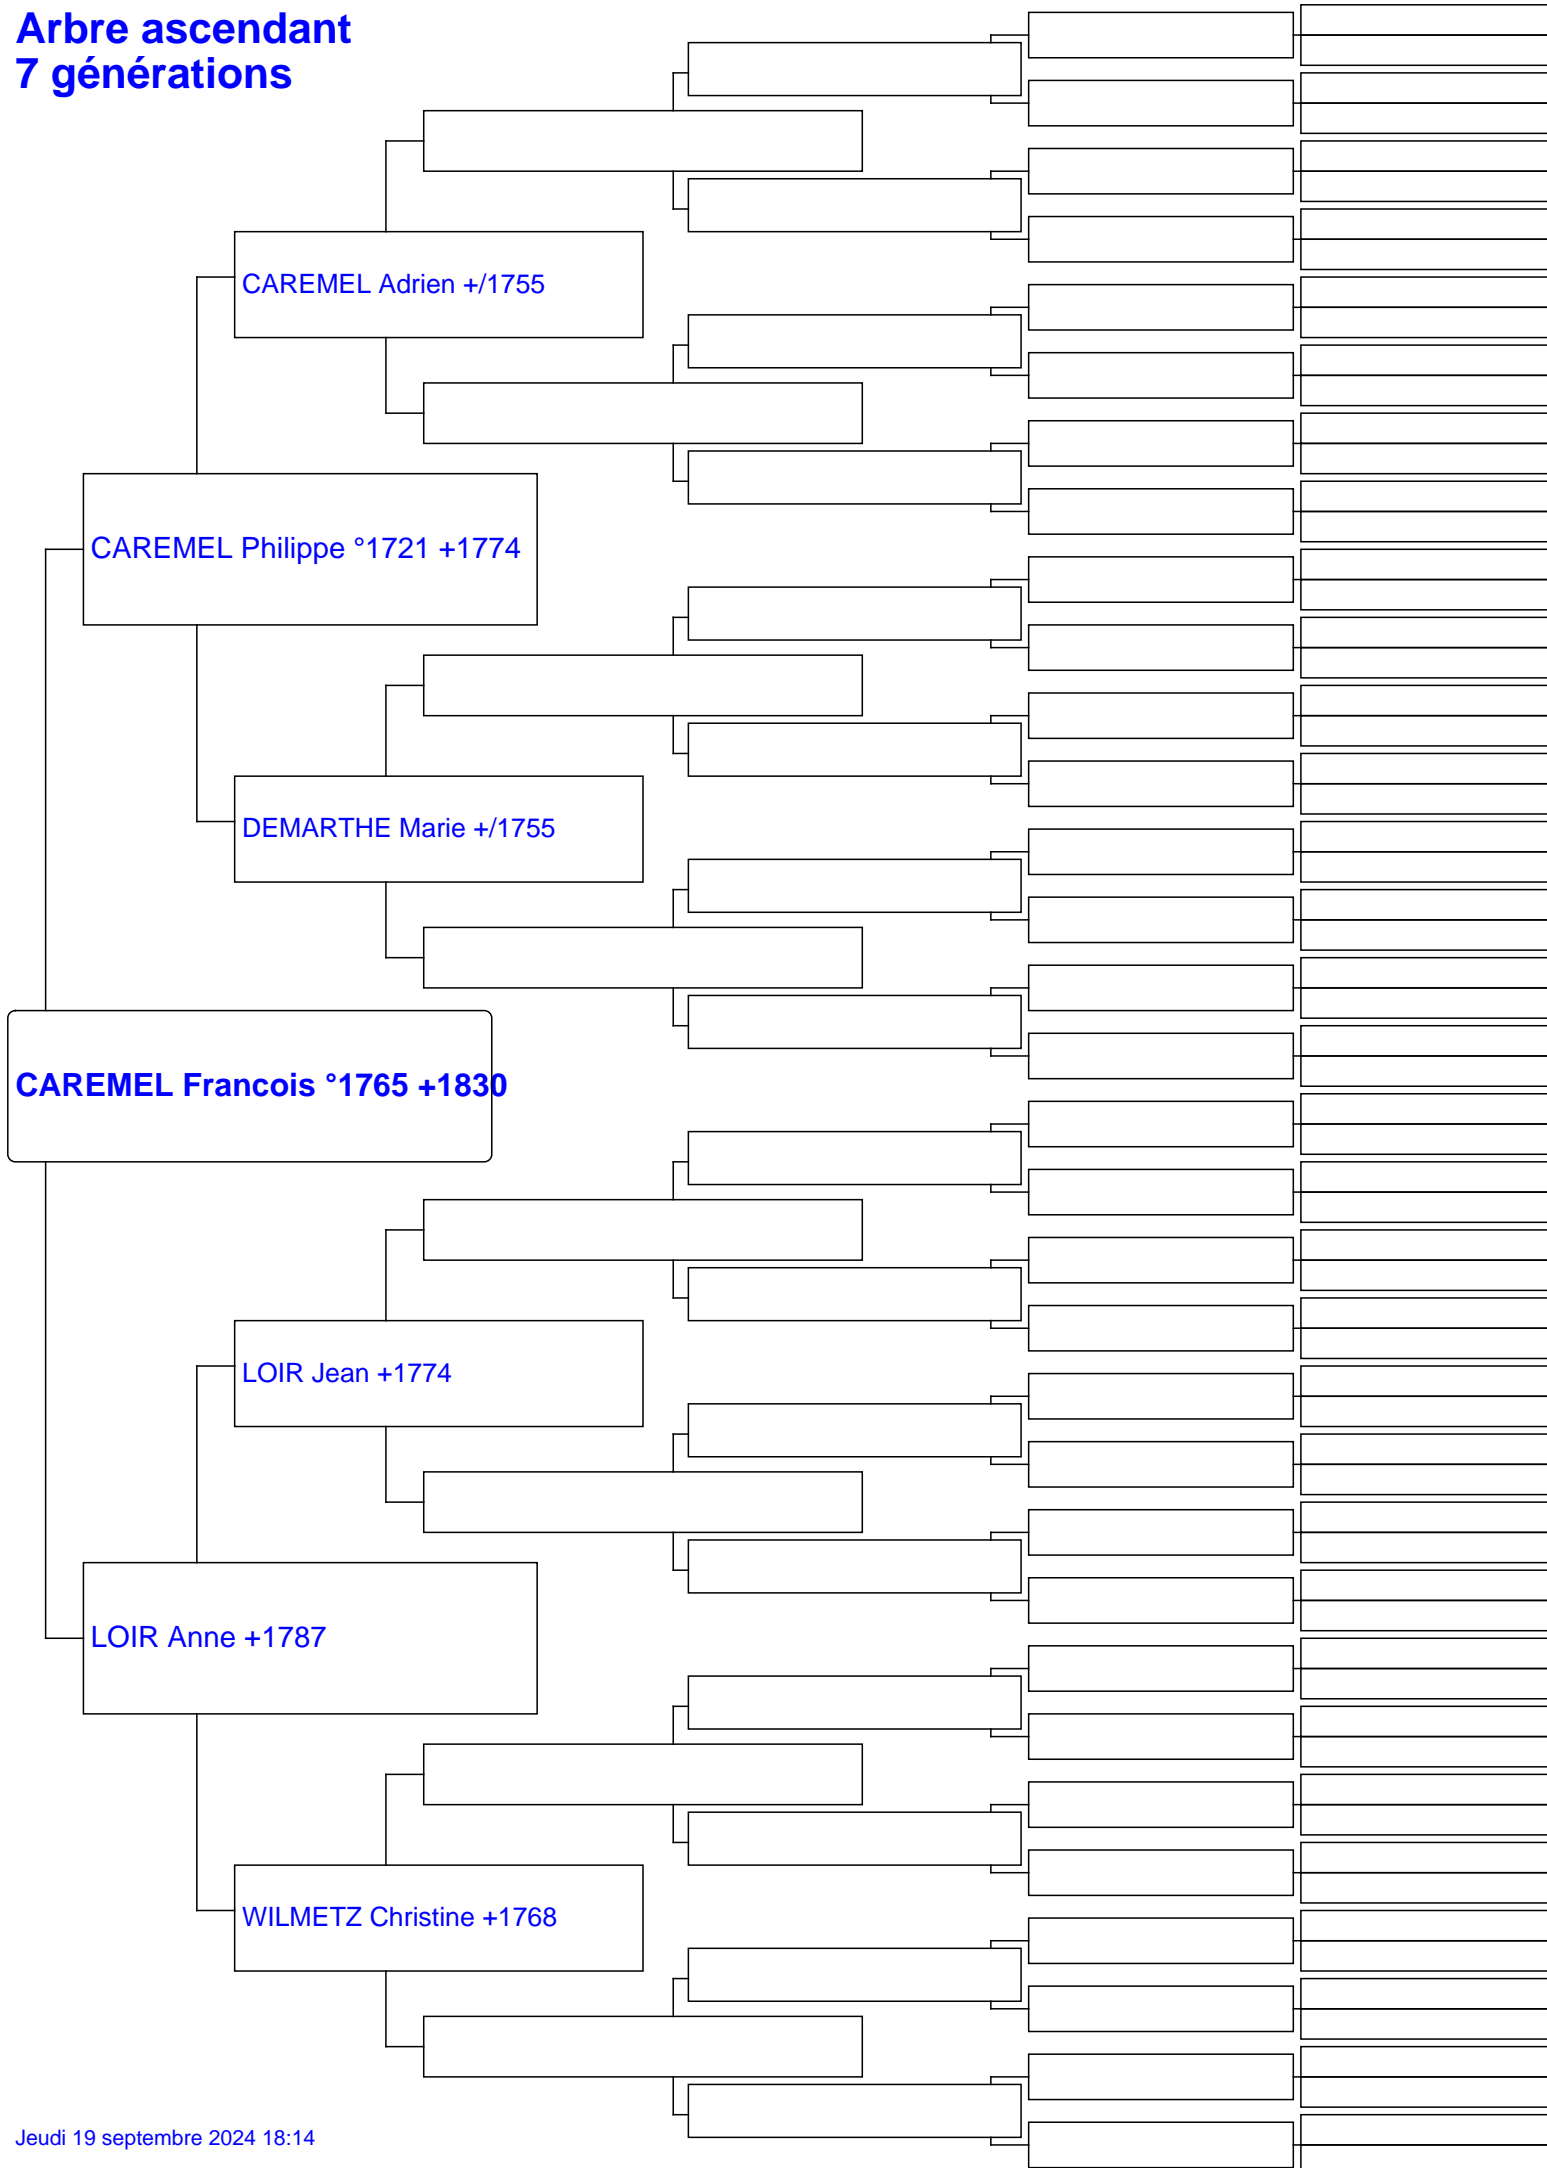 Arbre ascendant
7 générations
CAREMEL Adrien +/1755
CAREMEL Philippe °1721 +1774
DEMARTHE Marie +/1755
CAREMEL Francois °1765 +1830
LOIR Jean +1774
LOIR Anne +1787
WILMETZ Christine +1768
Jeudi 19 septembre 2024 18:14